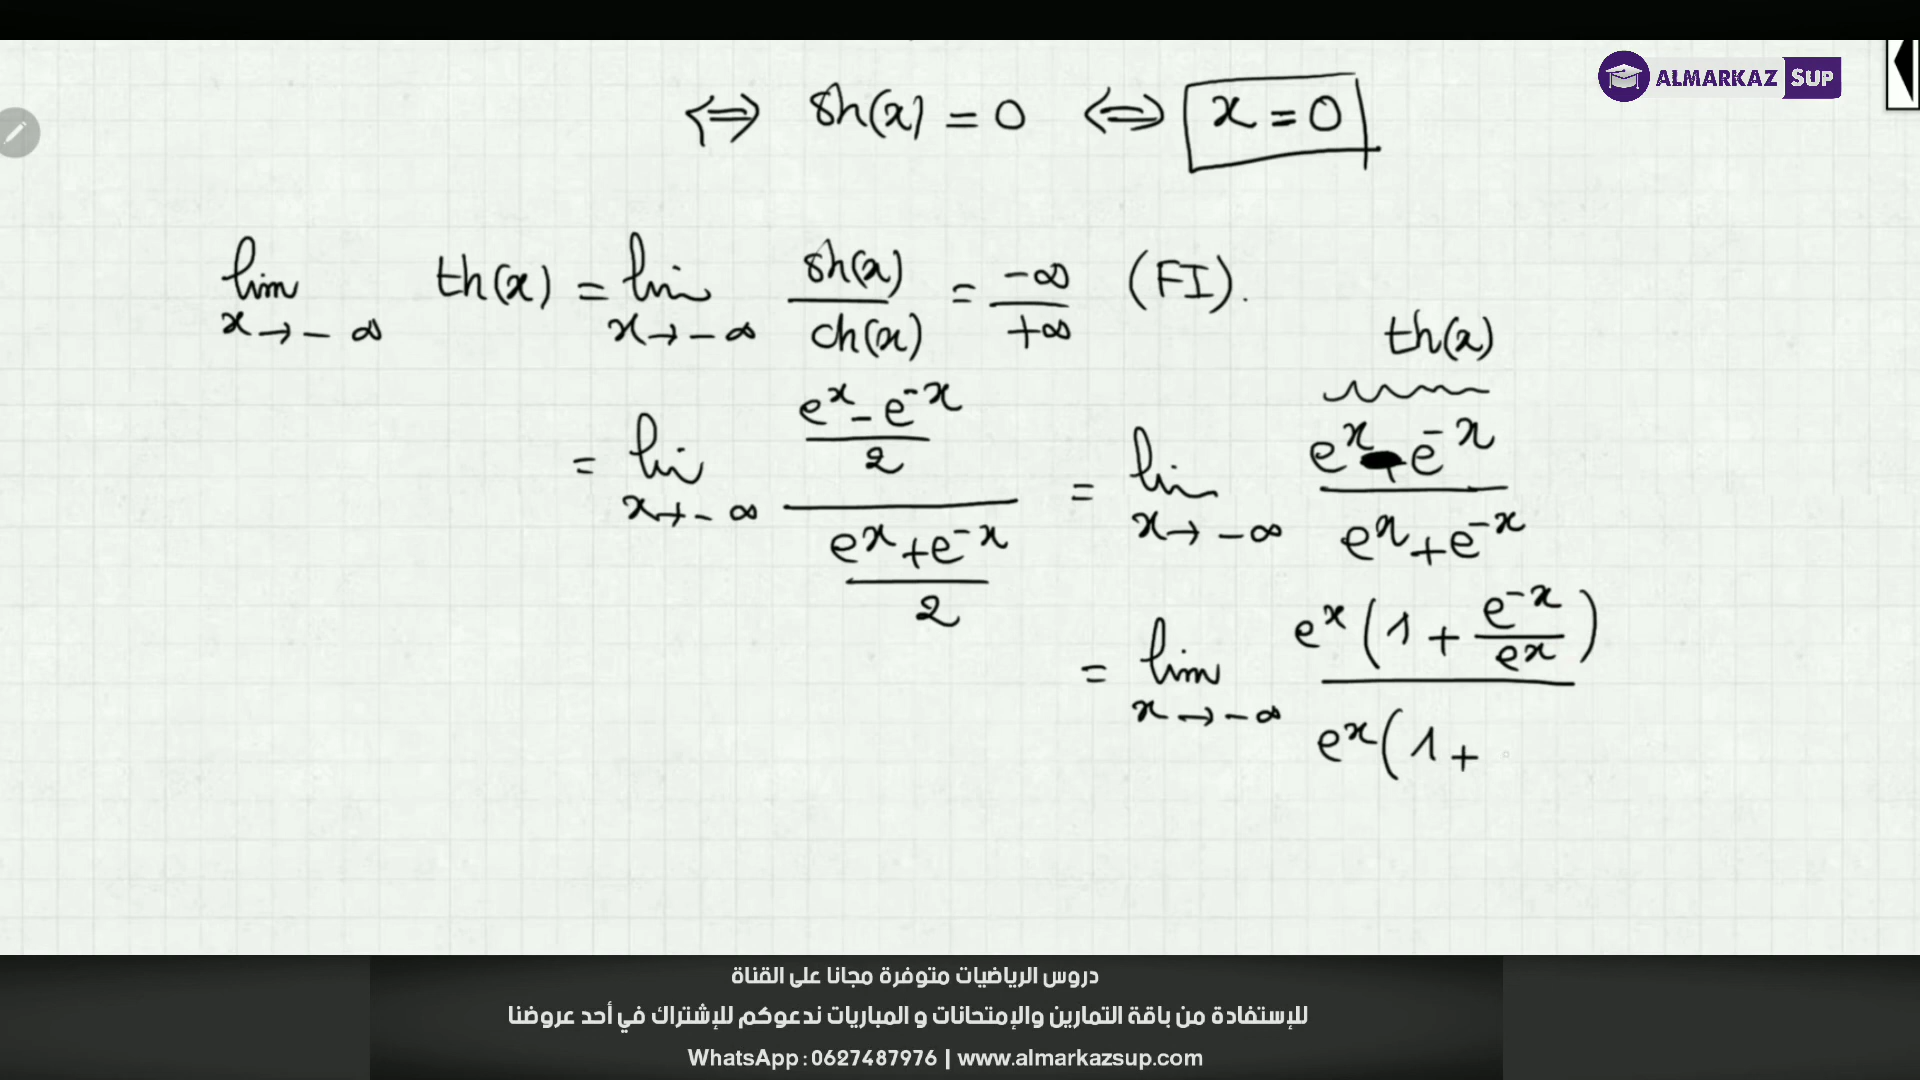 ALMARKAZ SUP
⟺ sh(x) = 0 ⟺ x = 0
lim x→-∞ th(x) = lim x→-∞ sh(x)/ch(x) = -∞/+∞ (FI).
th(x)
= lim x→-∞ ((e^x - e^-x)/2)/((e^x + e^-x)/2) = lim x→-∞ (e^x - e^-x)/(e^x + e^-x)
= lim x→-∞ e^x(1 + e^-x/e^x)/e^x(1 +
دروس الرياضيات متوفرة مجانا على القناة
للإستفادة من باقة التمارين والإمتحانات و المباريات ندعوكم للإشتراك في أحد عروضنا
WhatsApp : 0627487976 | www.almarkazsup.com